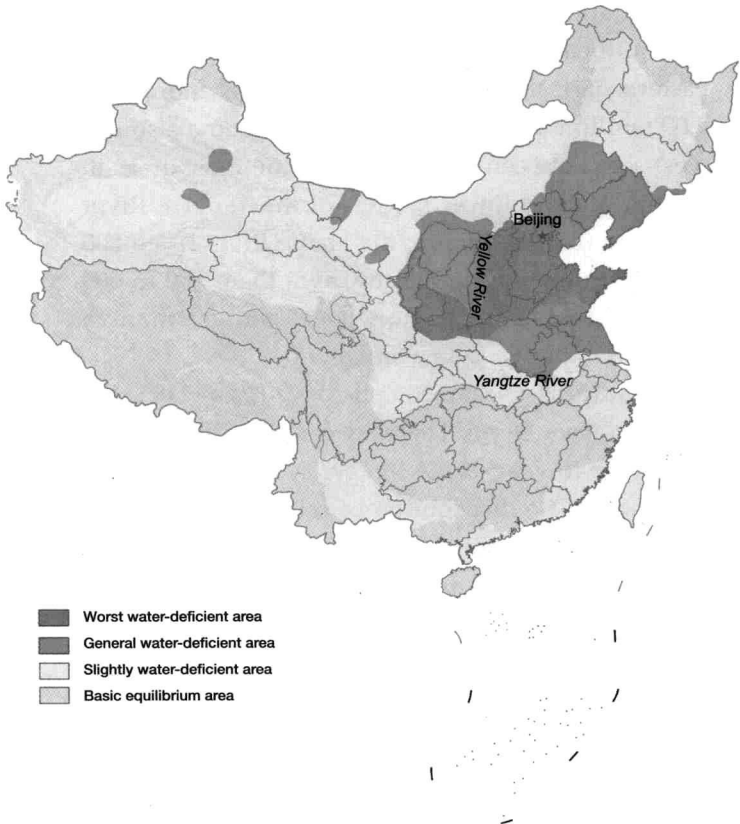 Beijing
Yellow River
Yangtze River
Worst water-deficient area
General water-deficient area
Slightly water-deficient area
Basic equilibrium area